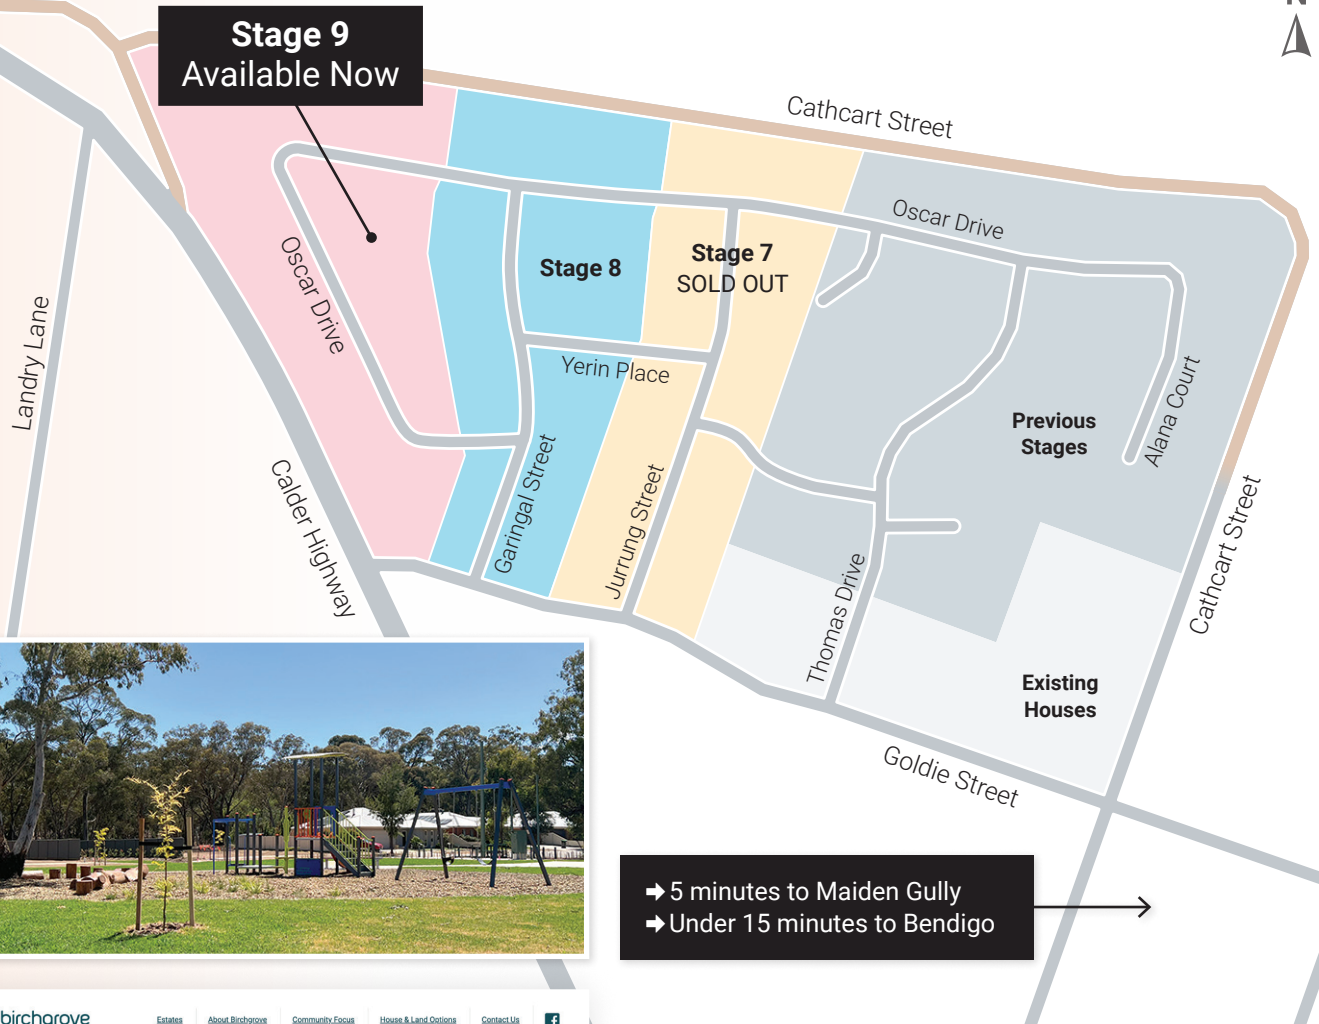 N
Stage 9
Available Now
Cathcart Street
Oscar Drive
Stage 7
SOLD OUT
Stage 8
Oscar Drive
Landry Lane
Yerin Place
Alana Court
Previous
Stages
Calder Highway
Garingal Street
Jurrung Street
Cathcart Street
Thomas Drive
Existing
Houses
Goldie Street
5 minutes to Maiden Gully
Under 15 minutes to Bendigo
birchgrove
Estates
About Birchgrove
Community Focus
House & Land Options
Contact Us